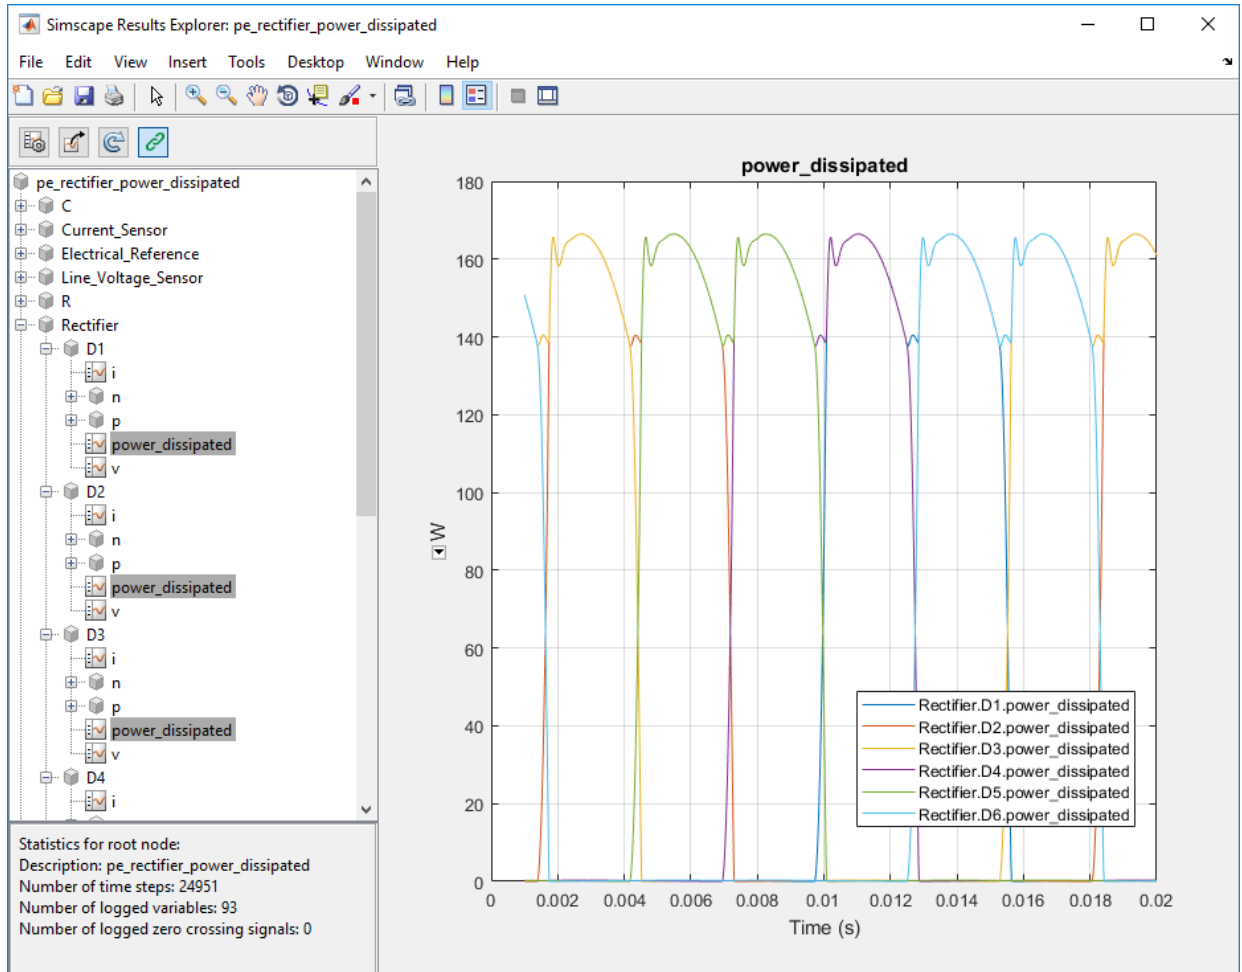 Simscape Results Explorer: pe_rectifier_power_dissipated
File Edit View Insert Tools Desktop Window Help
pe_rectifier_power_dissipated
C
Current_Sensor
Electrical_Reference
Line_Voltage_Sensor
R
Rectifier
D1
i
n
p
power_dissipated
v
D2
i
n
p
power_dissipated
v
D3
i
n
p
power_dissipated
v
D4
i
Statistics for root node:
Description: pe_rectifier_power_dissipated
Number of time steps: 24951
Number of logged variables: 93
Number of logged zero crossing signals: 0
power_dissipated
180
160
140
120
100
80
60
40
20
0
W
Rectifier.D1.power_dissipated
Rectifier.D2.power_dissipated
Rectifier.D3.power_dissipated
Rectifier.D4.power_dissipated
Rectifier.D5.power_dissipated
Rectifier.D6.power_dissipated
0 0.002 0.004 0.006 0.008 0.01 0.012 0.014 0.016 0.018 0.02
Time (s)